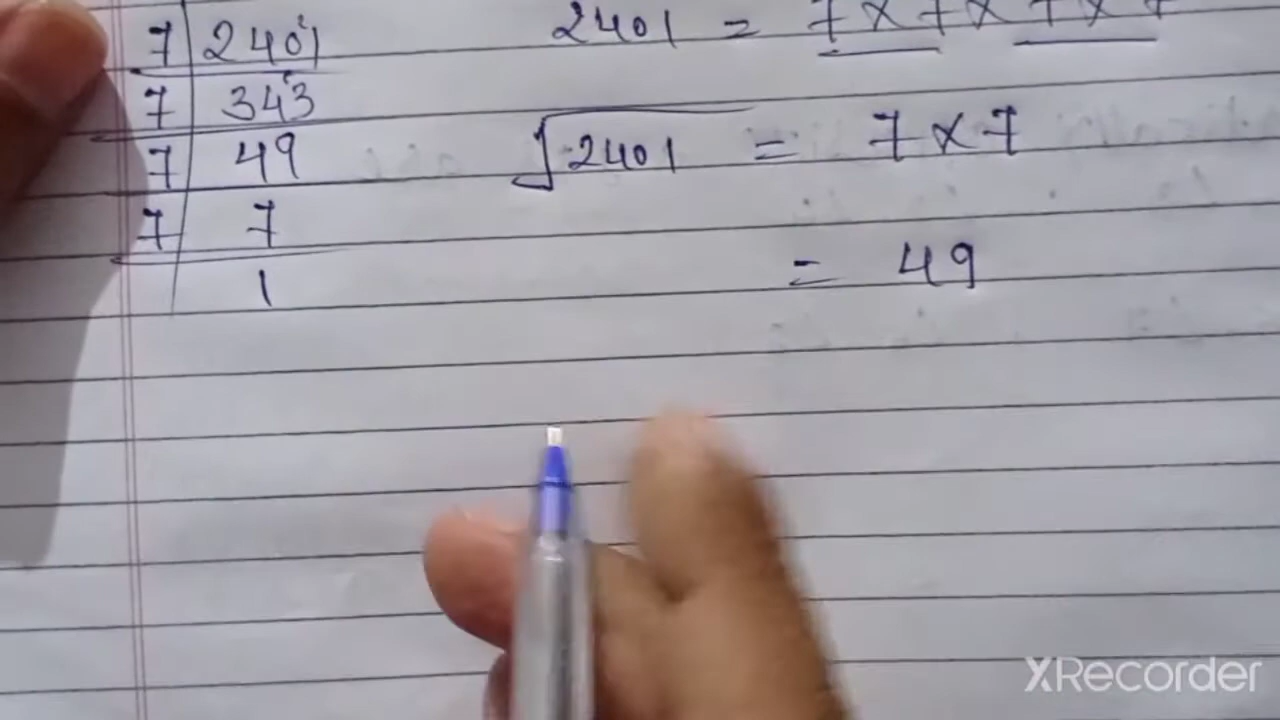 7 | 2401
7 | 343
7 | 49
7 | 7
1
2401 = 7 × 7 × 7 × 7
√2401 = 7 × 7
= 49
XRecorder